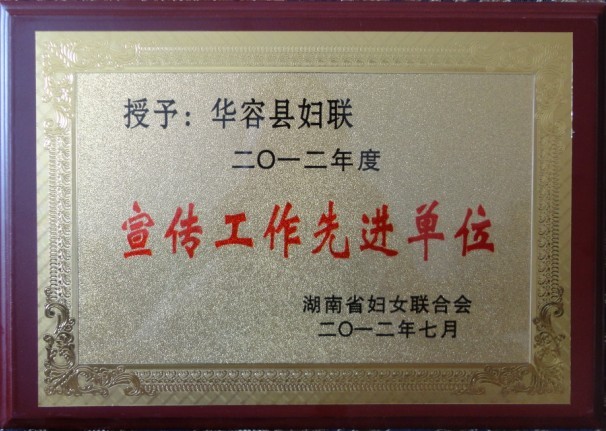 授予：华容县妇联
二〇一二年度
宣传工作先进单位
湖南省妇女联合会
二〇一二年七月